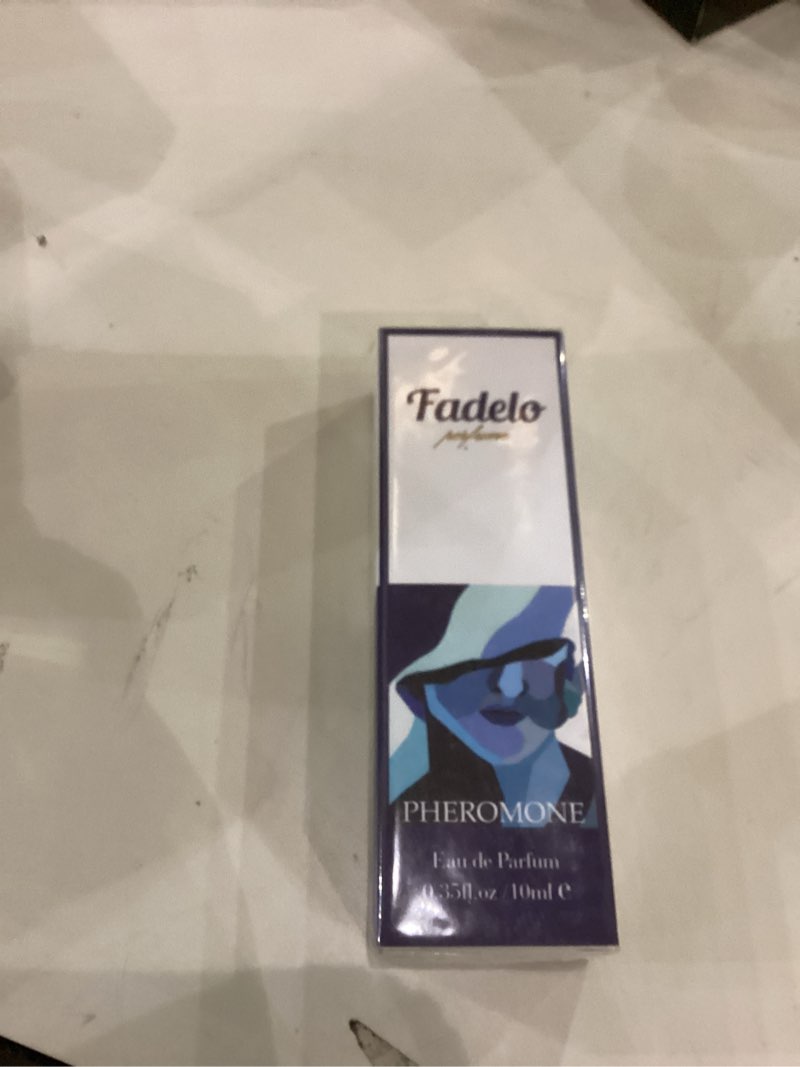 Fadelo
perfume
PHEROMONE
Eau de Parfum
0.35fl.oz / 10ml ℮